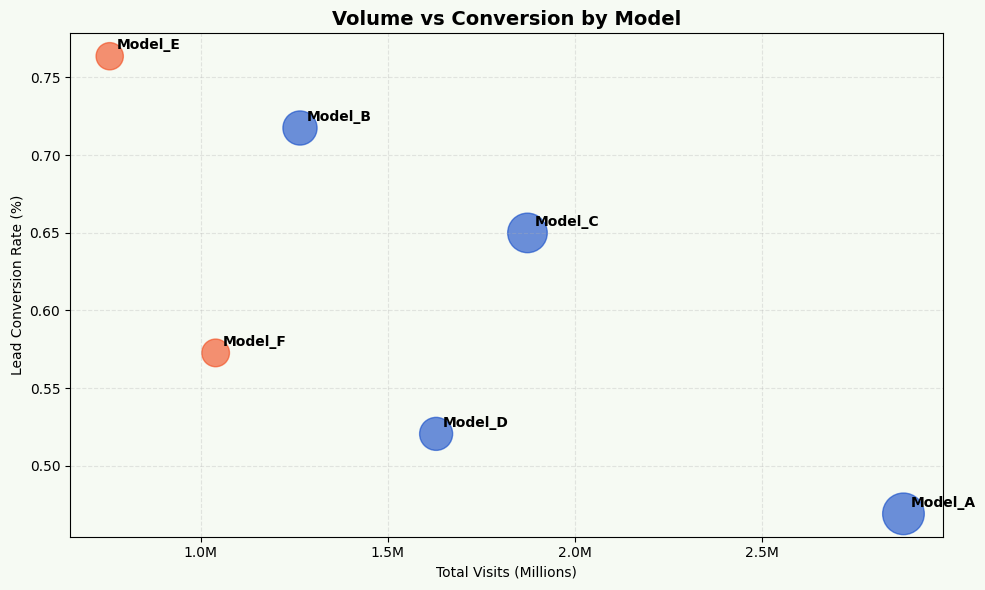 Volume vs Conversion by Model
Model_E
0.75
Model_B
0.70
Model_C
0.65
0.60
Model_F
0.55
Model_D
0.50
Model_A
Lead Conversion Rate (%)
1.0M 1.5M 2.0M 2.5M
Total Visits (Millions)